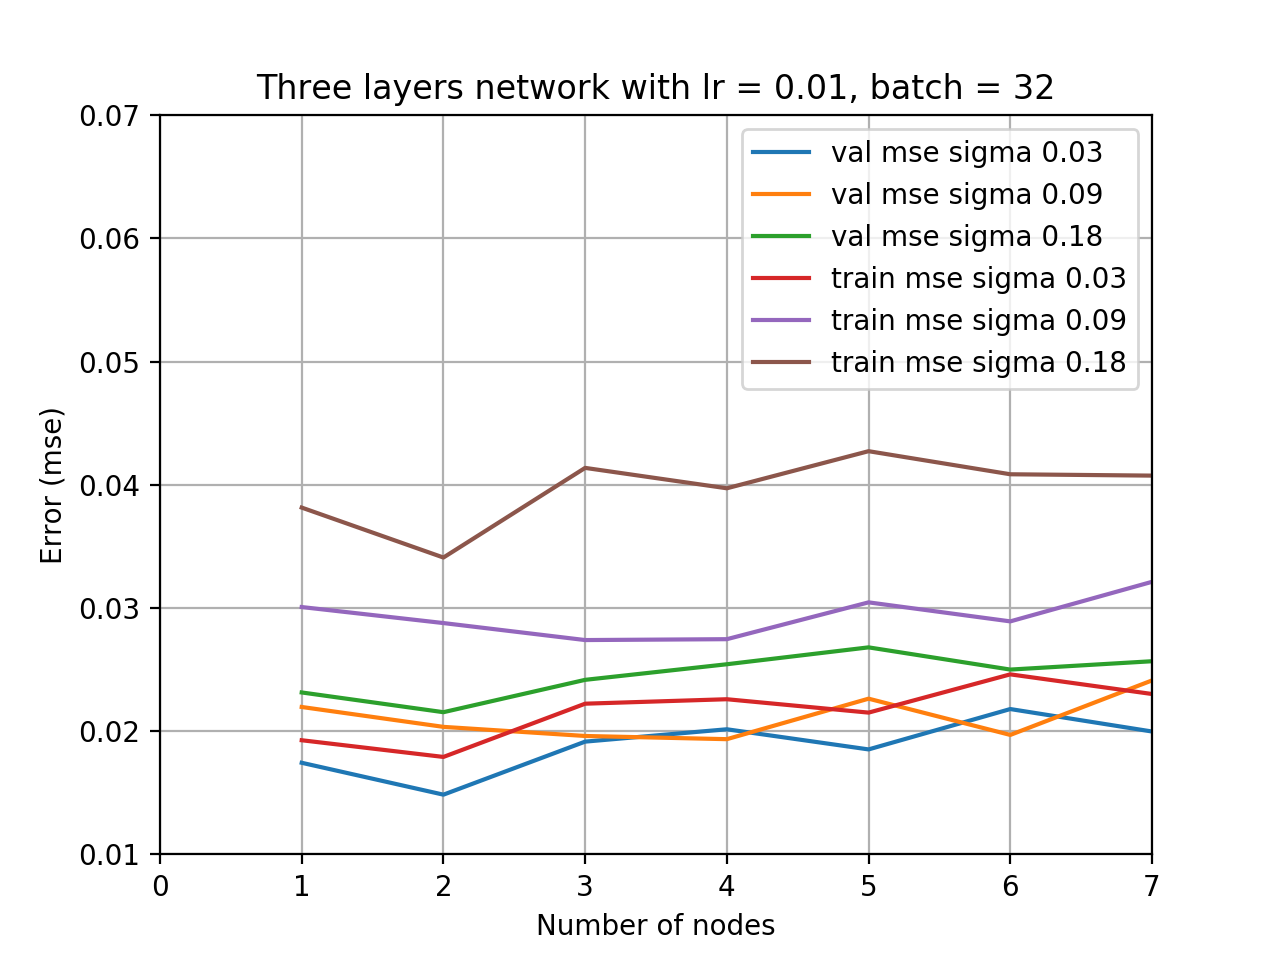 Three layers network with lr = 0.01, batch = 32
0.07
0.06
0.05
0.04
0.03
0.02
0.01
Error (mse)
val mse sigma 0.03
val mse sigma 0.09
val mse sigma 0.18
train mse sigma 0.03
train mse sigma 0.09
train mse sigma 0.18
0 1 2 3 4 5 6 7
Number of nodes